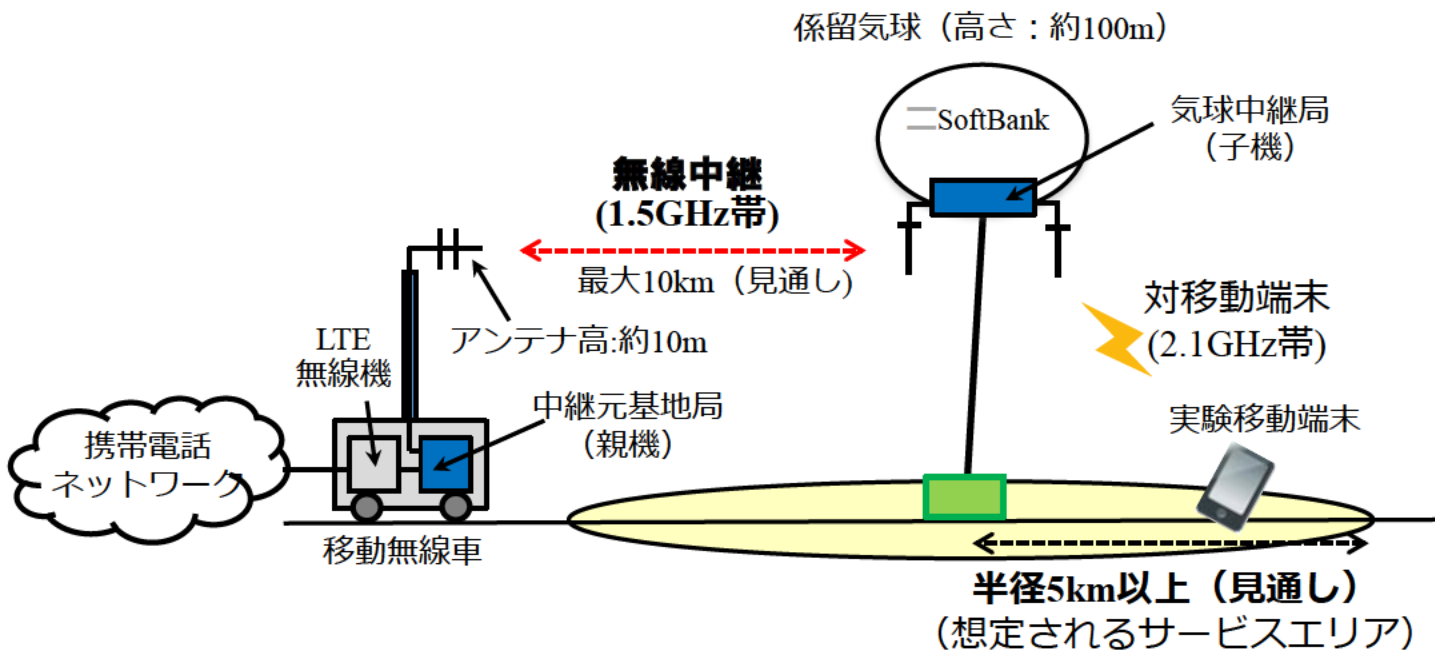 係留気球（高さ：約100m）
SoftBank
気球中継局
（子機）
無線中継
(1.5GHz帯)
最大10km（見通し)
アンテナ高:約10m
対移動端末
(2.1GHz帯)
LTE
無線機
中継元基地局
（親機）
実験移動端末
携帯電話
ネットワーク
移動無線車
半径5km以上（見通し）
（想定されるサービスエリア）